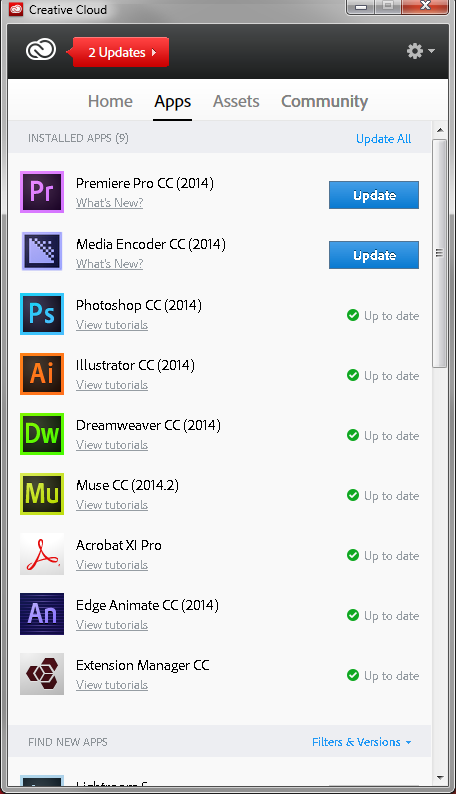 Creative Cloud
2 Updates
Home Apps Assets Community
INSTALLED APPS (9) Update All
Pr Premiere Pro CC (2014)
What's New? Update
Media Encoder CC (2014)
What's New? Update
Ps Photoshop CC (2014)
View tutorials Up to date
Ai Illustrator CC (2014)
View tutorials Up to date
Dw Dreamweaver CC (2014)
View tutorials Up to date
Mu Muse CC (2014.2)
View tutorials Up to date
Acrobat XI Pro
View tutorials Up to date
An Edge Animate CC (2014)
View tutorials Up to date
Extension Manager CC
View tutorials Up to date
FIND NEW APPS Filters & Versions